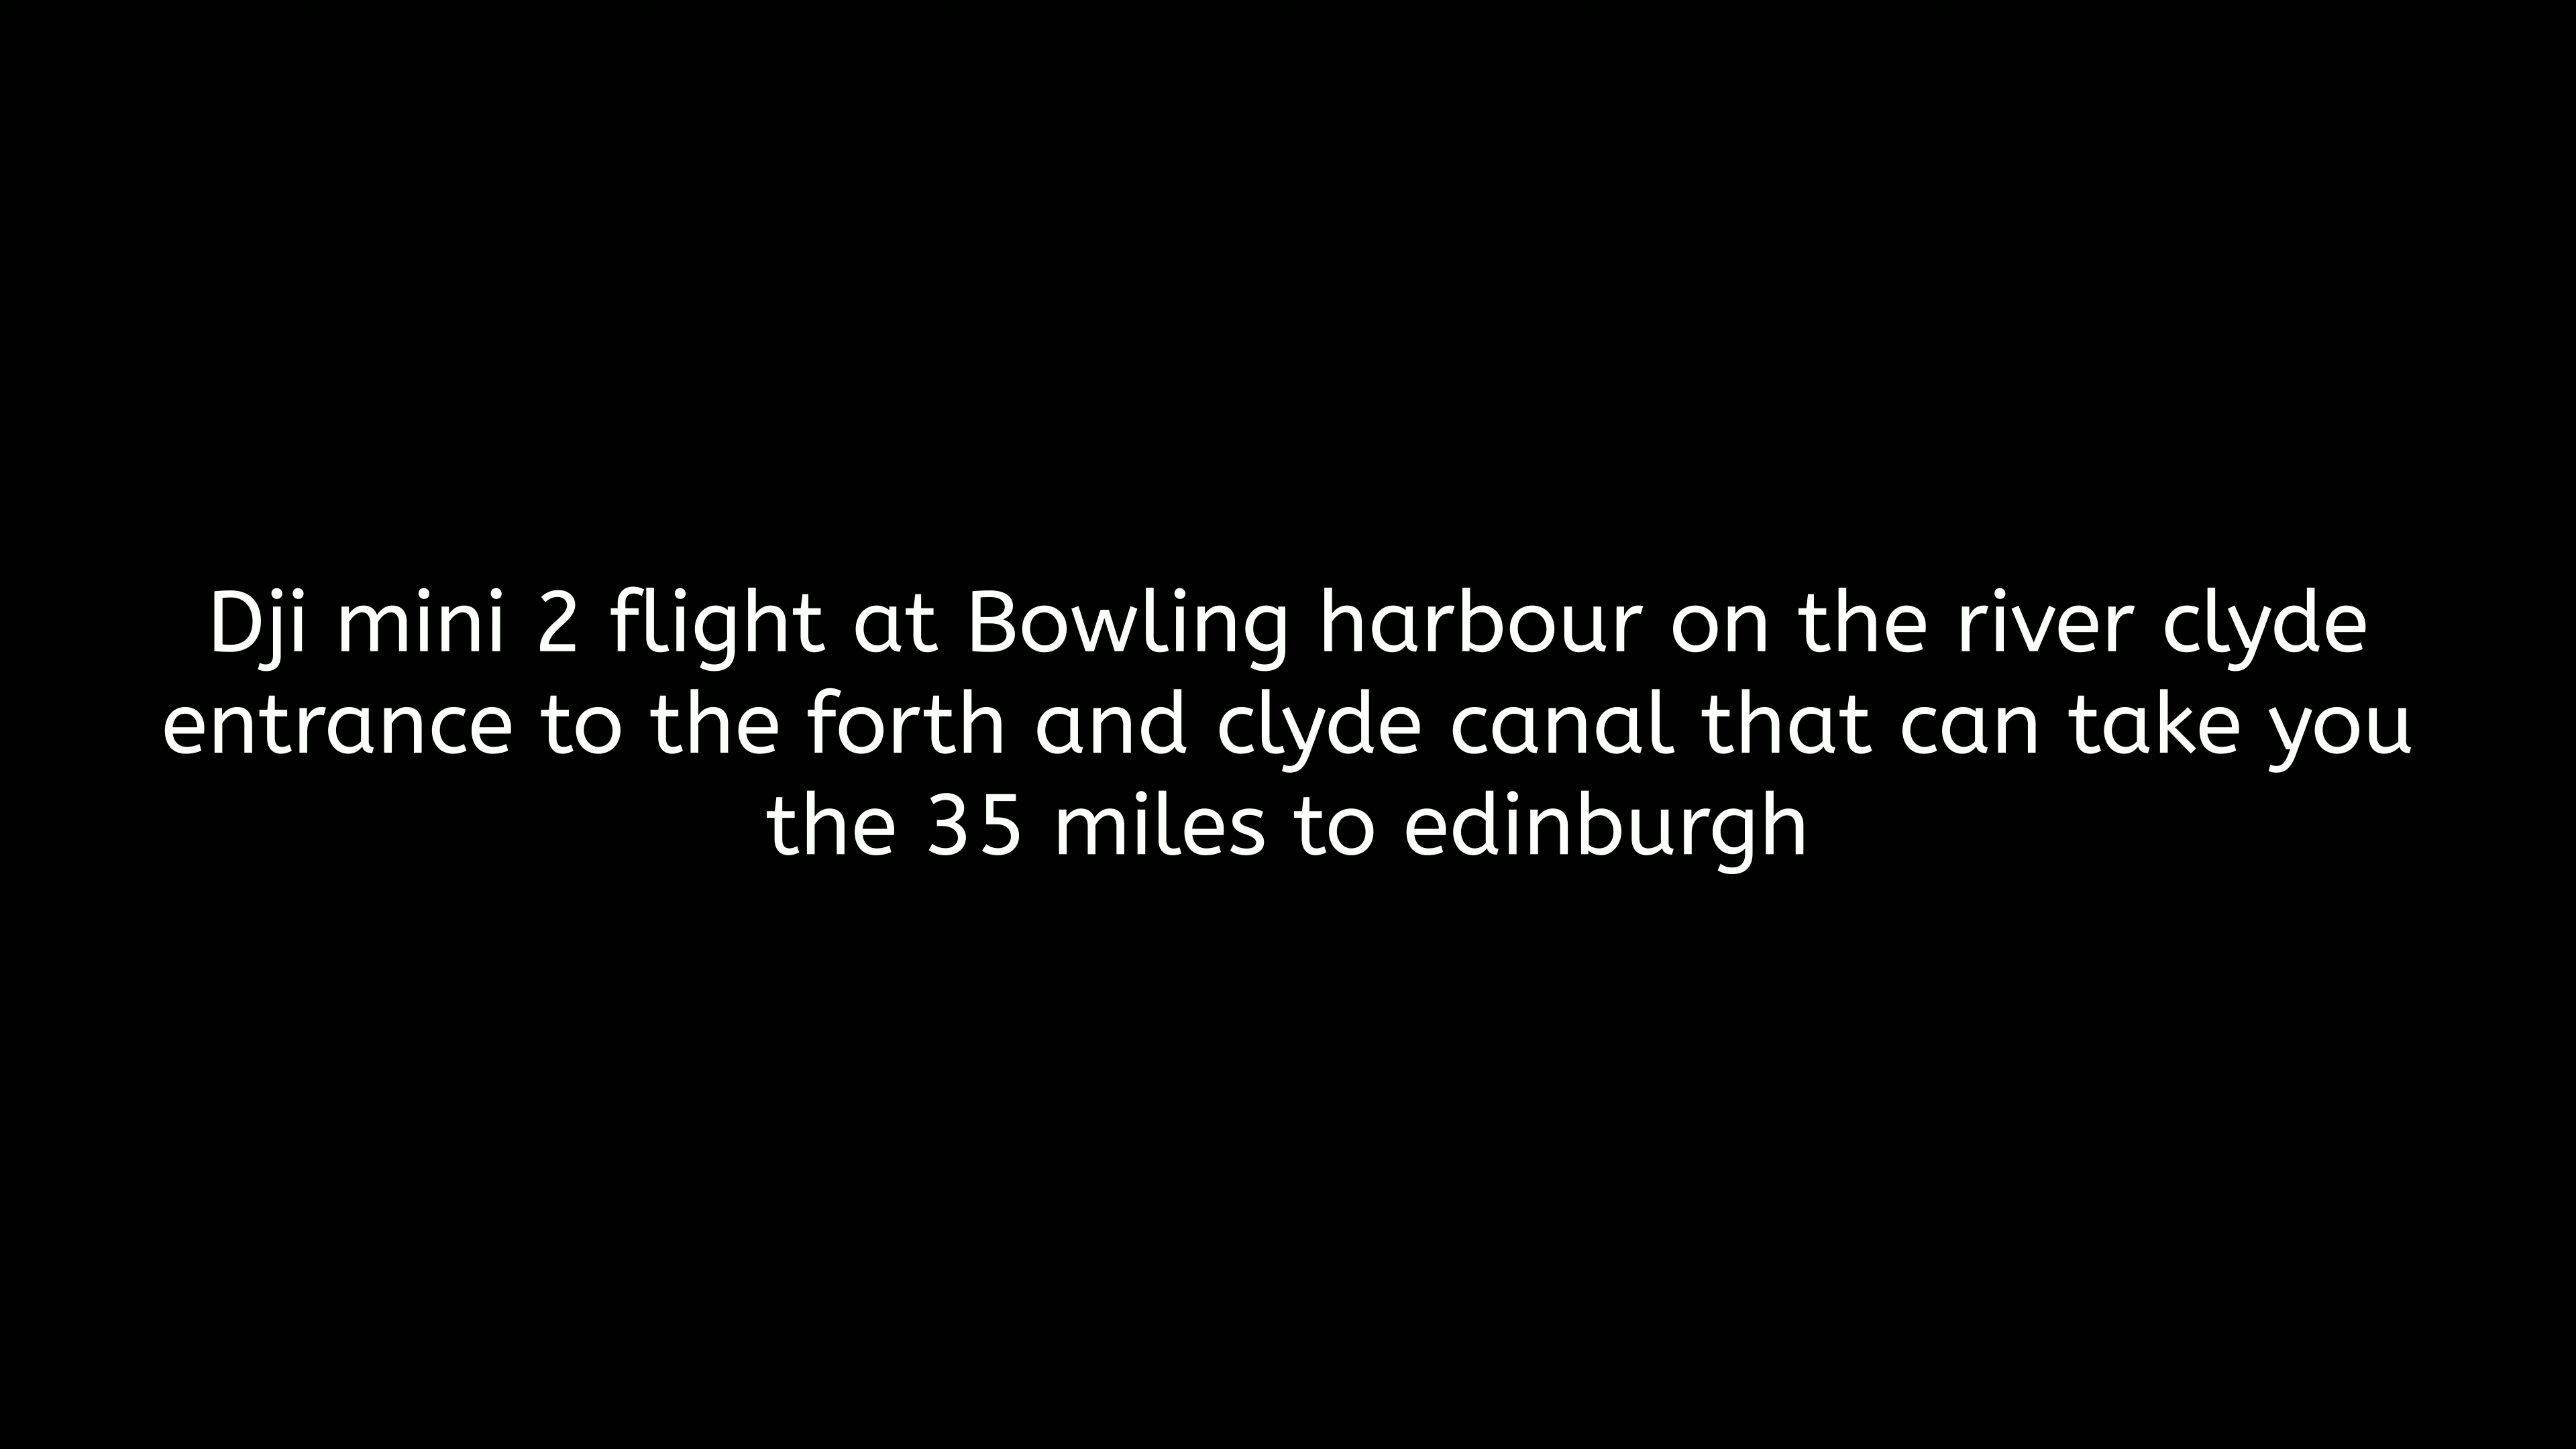 Dji mini 2 flight at Bowling harbour on the river clyde
entrance to the forth and clyde canal that can take you
the 35 miles to edinburgh